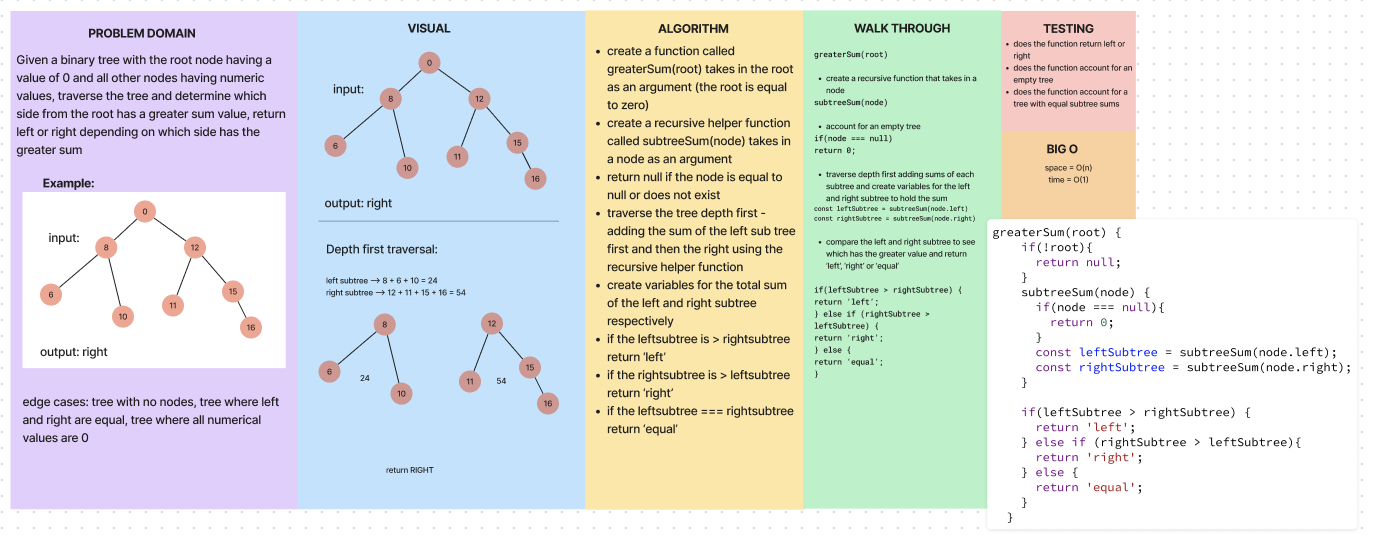 PROBLEM DOMAIN
Given a binary tree with the root node having a
value of 0 and all other nodes having numeric
values, traverse the tree and determine which
side from the root has a greater sum value, return
left or right depending on which side has the
greater sum
Example:
0
input:
8
12
6
15
10
11
16
output: right
edge cases: tree with no nodes, tree where left
and right are equal, tree where all numerical
values are 0
VISUAL
0
input:
8
12
6
15
10
11
16
output: right
Depth first traversal:
left subtree --> 8 + 6 + 10 = 24
right subtree --> 12 + 11 + 15 + 16 = 54
8
12
6
24
10
11
54
15
16
return RIGHT
ALGORITHM
• create a function called
greaterSum(root) takes in the root
as an argument (the root is equal
to zero)
• create a recursive helper function
called subtreeSum(node) takes in
a node as an argument
• return null if the node is equal to
null or does not exist
• traverse the tree depth first -
adding the sum of the left sub tree
first and then the right using the
recursive helper function
• create variables for the total sum
of the left and right subtree
respectively
• if the leftsubtree is > rightsubtree
return 'left'
• if the rightsubtree is > leftsubtree
return 'right'
• if the leftsubtree === rightsubtree
return 'equal'
WALK THROUGH
greaterSum(root)
• create a recursive function that takes in a
node
subtreeSum(node)
• account for an empty tree
if(node === null)
return 0;
• traverse depth first adding sums of each
subtree and create variables for the left
and right subtree to hold the sum
const leftSubtree = subtreeSum(node.left)
const rightSubtree = subtreeSum(node.right)
• compare the left and right subtree to see
which has the greater value and return
'left', 'right' or 'equal'
if(leftSubtree > rightSubtree) {
return 'left';
} else if (rightSubtree >
leftSubtree) {
return 'right';
} else {
return 'equal';
}
TESTING
• does the function return left or
right
• does the function account for an
empty tree
• does the function account for a
tree with equal subtree sums
BIG O
space = O(n)
time = O(1)
greaterSum(root) {
if(!root){
return null;
}
subtreeSum(node) {
if(node === null){
return 0;
}
const leftSubtree = subtreeSum(node.left);
const rightSubtree = subtreeSum(node.right);
}
if(leftSubtree > rightSubtree) {
return 'left';
} else if (rightSubtree > leftSubtree){
return 'right';
} else {
return 'equal';
}
}